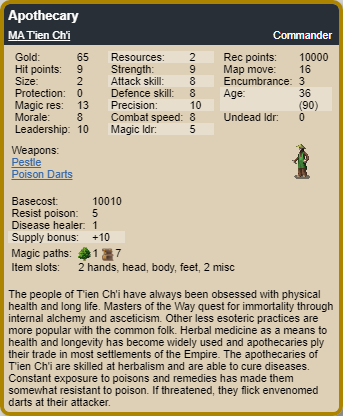 Apothecary
MA T'ien Ch'i Commander
Gold: 65 Resources: 2 Rec points: 10000
Hit points: 9 Strength: 9 Map move: 16
Size: 2 Attack skill: 8 Encumbrance: 3
Protection: 0 Defence skill: 8 Age: 36
Magic res: 13 Precision: 10 (90)
Morale: 8 Combat speed: 8 Undead ldr: 0
Leadership: 10 Magic ldr: 5
Weapons:
Pestle
Poison Darts
Basecost: 10010
Resist poison: 5
Disease healer: 1
Supply bonus: +10
Magic paths: 1 7
Item slots: 2 hands, head, body, feet, 2 misc
The people of T'ien Ch'i have always been obsessed with physical
health and long life. Masters of the Way quest for immortality through
internal alchemy and asceticism. Other less esoteric practices are
more popular with the common folk. Herbal medicine as a means to
health and longevity has become widely used and apothecaries ply
their trade in most settlements of the Empire. The apothecaries of
T'ien Ch'i are skilled at herbalism and are able to cure diseases.
Constant exposure to poisons and remedies has made them
somewhat resistant to poison. If threatened, they flick envenomed
darts at their attacker.